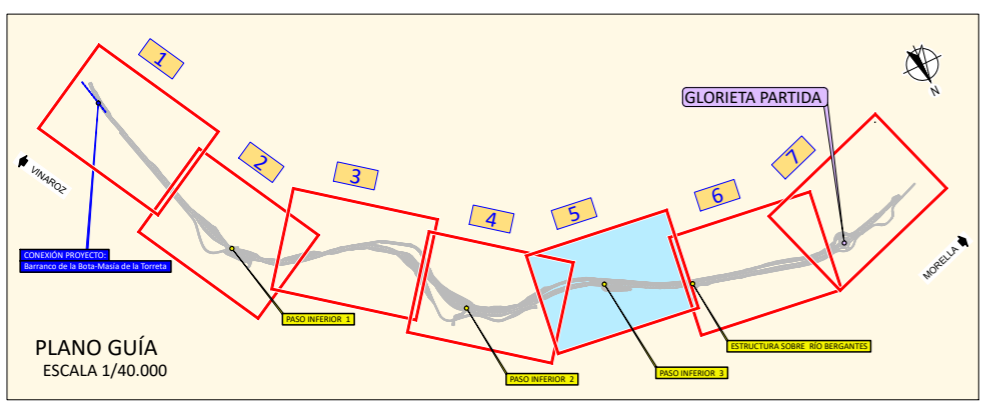 1
2
3
4
5
6
7
GLORIETA PARTIDA
N
VINAROZ
MORELLA
CONEXIÓN PROYECTO:
Barranco de la Bota-Masía de la Torreta
PASO INFERIOR 1
PASO INFERIOR 2
PASO INFERIOR 3
ESTRUCTURA SOBRE RÍO BERGANTES
PLANO GUÍA
ESCALA 1/40.000